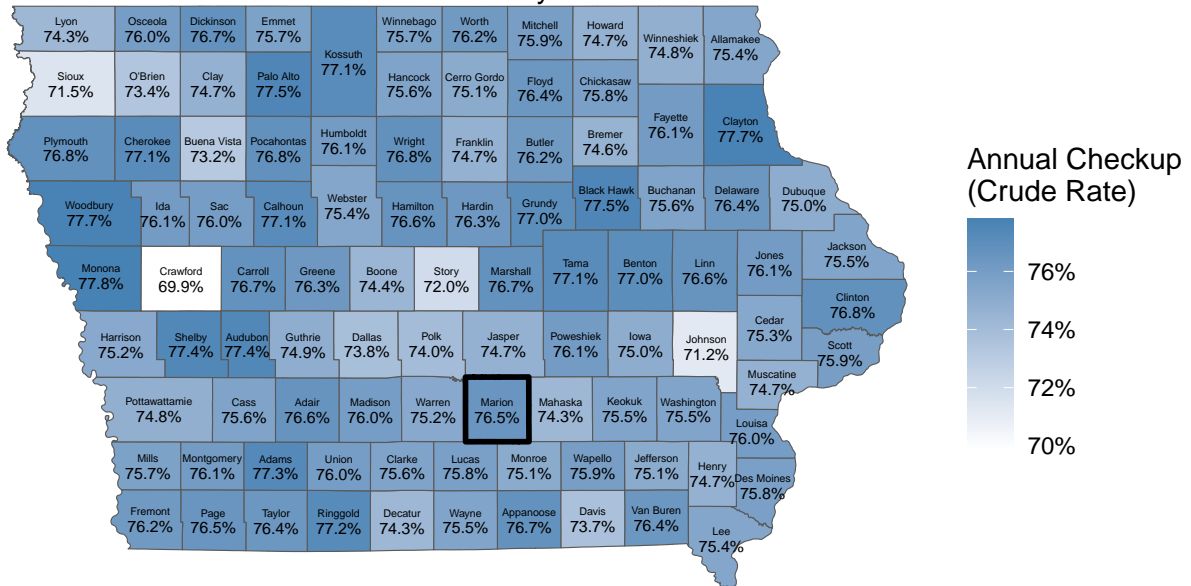 Lyon
74.3%
Osceola
76.0%
Dickinson
76.7%
Emmet
75.7%
Kossuth
77.1%
Winnebago
75.7%
Worth
76.2%
Mitchell
75.9%
Howard
74.7%
Winneshiek
74.8%
Allamakee
75.4%
Sioux
71.5%
O'Brien
73.4%
Clay
74.7%
Palo Alto
77.5%
Hancock
75.6%
Cerro Gordo
75.1%
Floyd
76.4%
Chickasaw
75.8%
Fayette
76.1%
Clayton
77.7%
Plymouth
76.8%
Cherokee
77.1%
Buena Vista
73.2%
Pocahontas
76.8%
Humboldt
76.1%
Wright
76.8%
Franklin
74.7%
Butler
76.2%
Bremer
74.6%
Woodbury
77.7%
Ida
76.1%
Sac
76.0%
Calhoun
77.1%
Webster
75.4%
Hamilton
76.6%
Hardin
76.3%
Grundy
77.0%
Black Hawk
77.5%
Buchanan
75.6%
Delaware
76.4%
Dubuque
75.0%
Monona
77.8%
Crawford
69.9%
Carroll
76.7%
Greene
76.3%
Boone
74.4%
Story
72.0%
Marshall
76.7%
Tama
77.1%
Benton
77.0%
Linn
76.6%
Jones
76.1%
Jackson
75.5%
Clinton
76.8%
Harrison
75.2%
Shelby
77.4%
Audubon
77.4%
Guthrie
74.9%
Dallas
73.8%
Polk
74.0%
Jasper
74.7%
Poweshiek
76.1%
Iowa
75.0%
Johnson
71.2%
Cedar
75.3%
Scott
75.9%
Muscatine
74.7%
Pottawattamie
74.8%
Cass
75.6%
Adair
76.6%
Madison
76.0%
Warren
75.2%
Marion
76.5%
Mahaska
74.3%
Keokuk
75.5%
Washington
75.5%
Louisa
76.0%
Mills
75.7%
Montgomery
76.1%
Adams
77.3%
Union
76.0%
Clarke
75.6%
Lucas
75.8%
Monroe
75.1%
Wapello
75.9%
Jefferson
75.1%
Henry
74.7%
Des Moines
75.8%
Fremont
76.2%
Page
76.5%
Taylor
76.4%
Ringgold
77.2%
Decatur
74.3%
Wayne
75.5%
Appanoose
76.7%
Davis
73.7%
Van Buren
76.4%
Lee
75.4%
Annual Checkup
(Crude Rate)
76%
74%
72%
70%